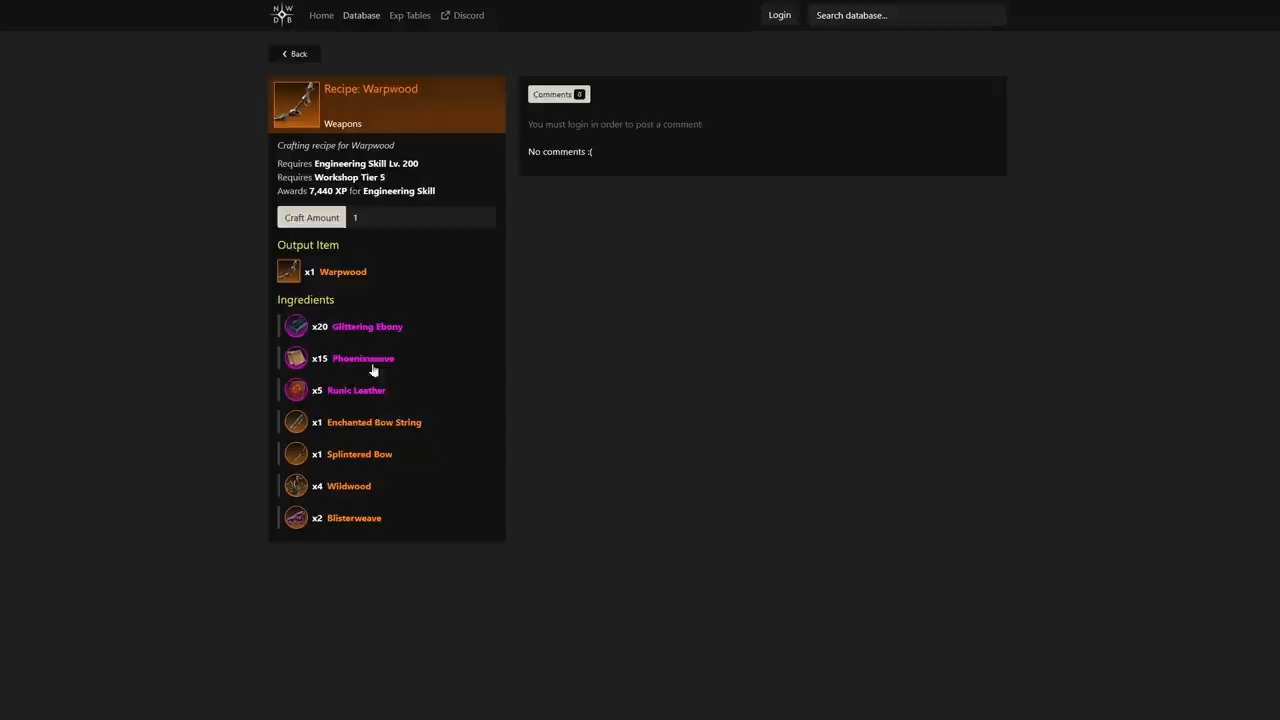 NW
DB
Home
Database
Exp Tables
Discord
Login
Search database...
Back
Recipe: Warpwood
Weapons
Crafting recipe for Warpwood
Requires Engineering Skill Lv. 200
Requires Workshop Tier 5
Awards 7,440 XP for Engineering Skill
Craft Amount 1
Output Item
x1 Warpwood
Ingredients
x20 Glittering Ebony
x15 Phoenixweave
x5 Runic Leather
x1 Enchanted Bow String
x1 Splintered Bow
x4 Wildwood
x2 Blisterweave
Comments 0
You must login in order to post a comment
No comments :(